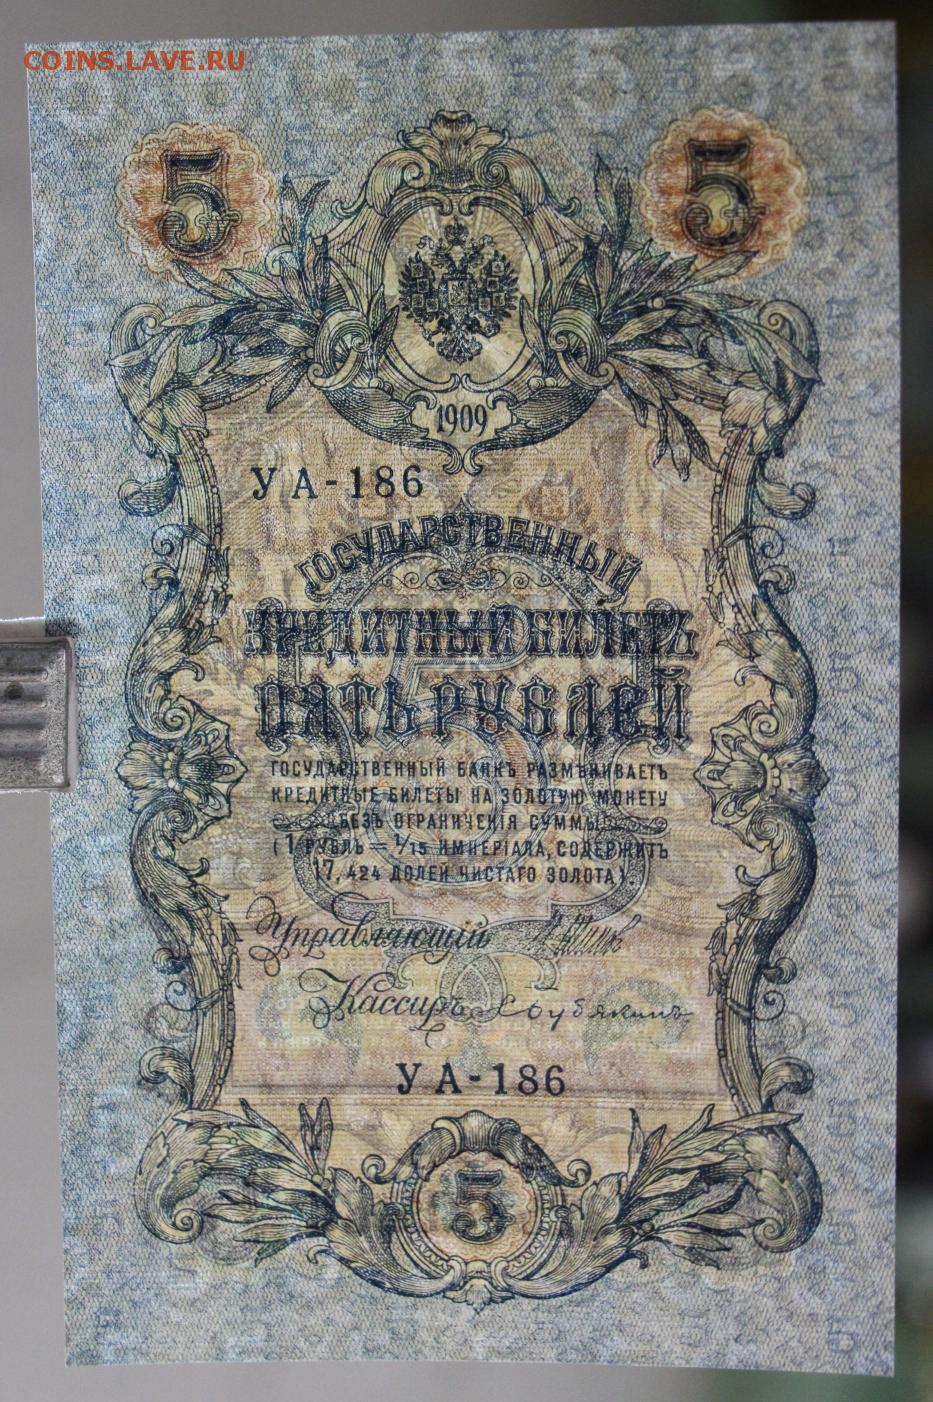 COINS.LAVE.RU
5 5
1909
УА-186
ГОСУДАРСТВЕННЫЙ
КРЕДИТНЫЙ БИЛЕТЪ
ПЯТЬ РУБЛЕЙ
ГОСУДАРСТВЕННЫЙ БАНКЪ РАЗМѢНИВАЕТЪ
КРЕДИТНЫЕ БИЛЕТЫ НА ЗОЛОТУЮ МОНЕТУ
БЕЗЪ ОГРАНИЧЕНІЯ СУММЫ
(1 РУБЛЬ = 1/15 ИМПЕРІАЛА, СОДЕРЖИТЪ
17,424 ДОЛЕЙ ЧИСТАГО ЗОЛОТА).
Управляющій
Кассиръ
УА-186
5